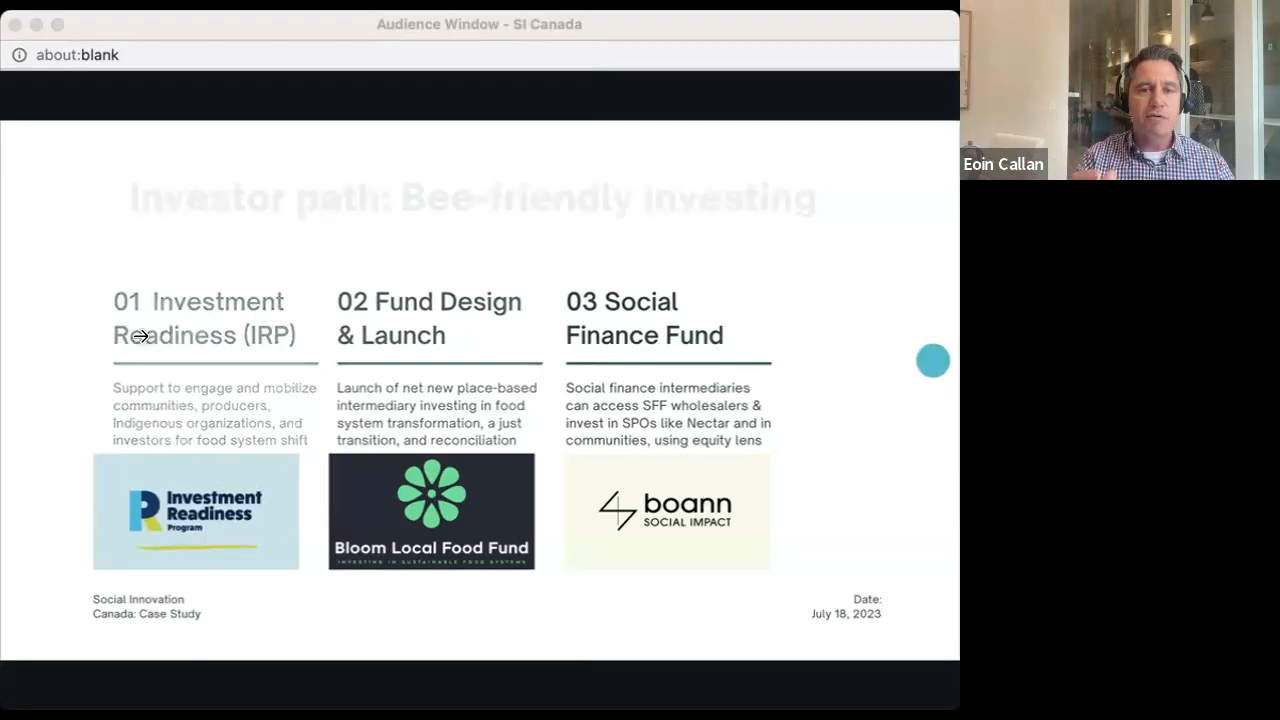 Audience Window - SI Canada
about:blank
Eoin Callan
Investor path: Bee-friendly investing
01 Investment
Readiness (IRP)
Support to engage and mobilize
communities, producers,
Indigenous organizations, and
investors for food system shift
02 Fund Design
& Launch
Launch of net new place-based
intermediary investing in food
system transformation, a just
transition, and reconciliation
03 Social
Finance Fund
Social finance intermediaries
can access SFF wholesalers &
invest in SPOs like Nectar and in
communities, using equity lens
Investment
Readiness
Program
Bloom Local Food Fund
INVESTING IN SUSTAINABLE FOOD SYSTEMS
boann
SOCIAL IMPACT
Social Innovation
Canada: Case Study
Date:
July 18, 2023